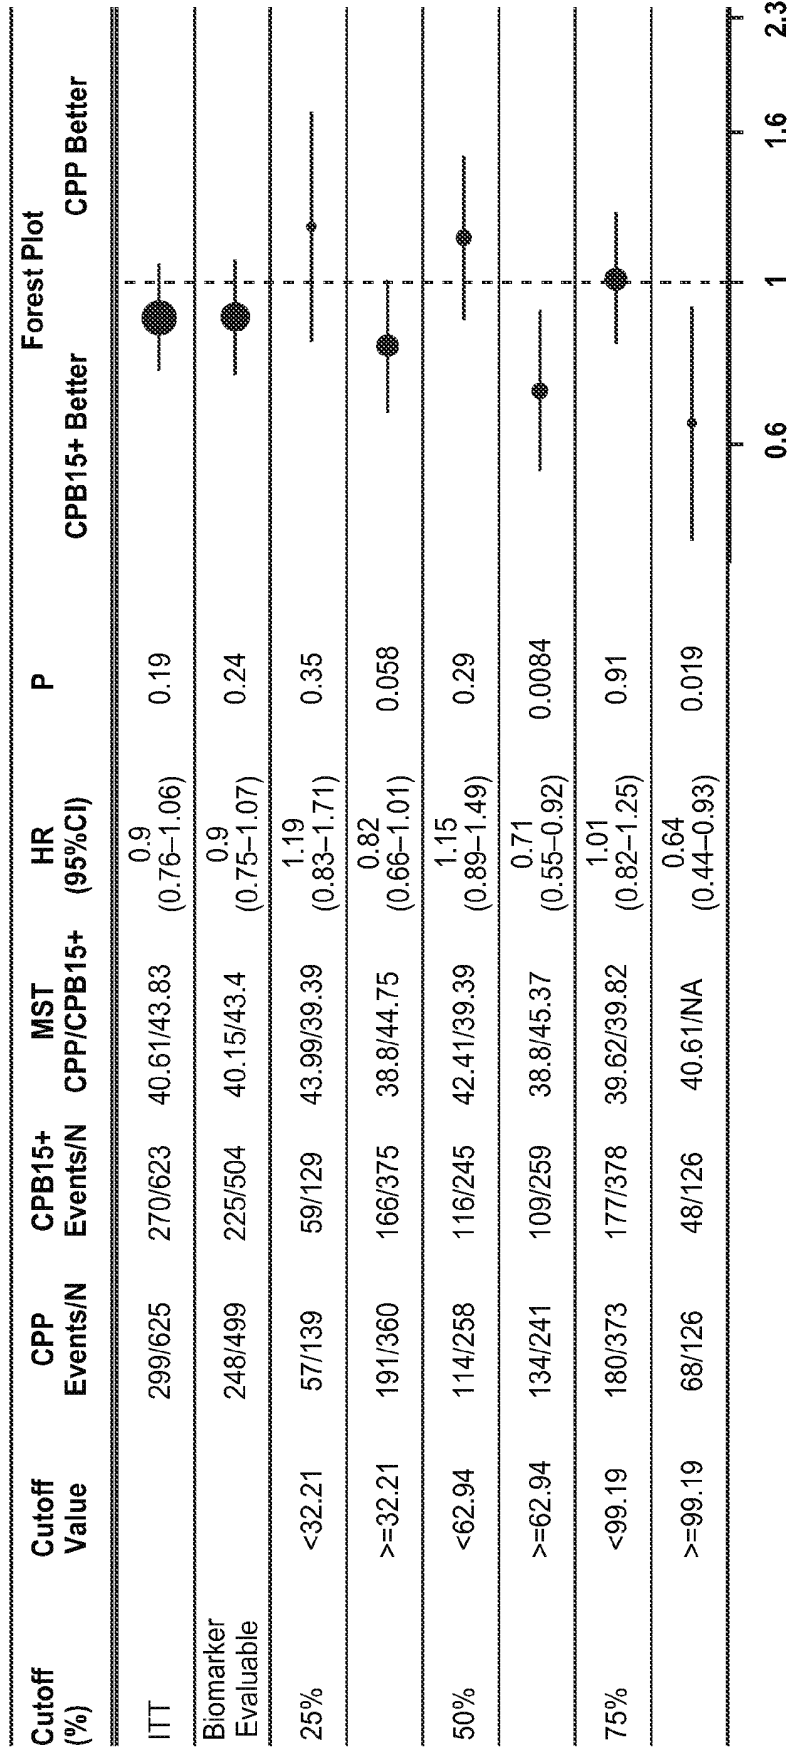 Cutoff (%) Cutoff Value CPP Events/N CPB15+ Events/N MST CPP/CPB15+ HR (95%CI) P Forest Plot
CPB15+ Better CPP Better
ITT 299/625 270/623 40.61/43.83 0.9 (0.76–1.06) 0.19
Biomarker Evaluable 248/499 225/504 40.15/43.4 0.9 (0.75–1.07) 0.24
25% <32.21 57/139 59/129 43.99/39.39 1.19 (0.83–1.71) 0.35
>=32.21 191/360 166/375 38.8/44.75 0.82 (0.66–1.01) 0.058
50% <62.94 114/258 116/245 42.41/39.39 1.15 (0.89–1.49) 0.29
>=62.94 134/241 109/259 38.8/45.37 0.71 (0.55–0.92) 0.0084
75% <99.19 180/373 177/378 39.62/39.82 1.01 (0.82–1.25) 0.91
>=99.19 68/126 48/126 40.61/NA 0.64 (0.44–0.93) 0.019
0.6 1 1.6 2.3